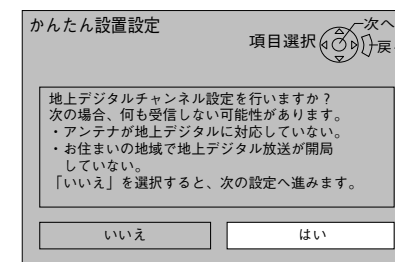 かんたん設置設定
項目選択
次へ
戻
地上デジタルチャンネル設定を行いますか？
次の場合、何も受信しない可能性があります。
・アンテナが地上デジタルに対応していない。
・お住まいの地域で地上デジタル放送が開局
していない。
「いいえ」を選択すると、次の設定へ進みます。
いいえ
はい